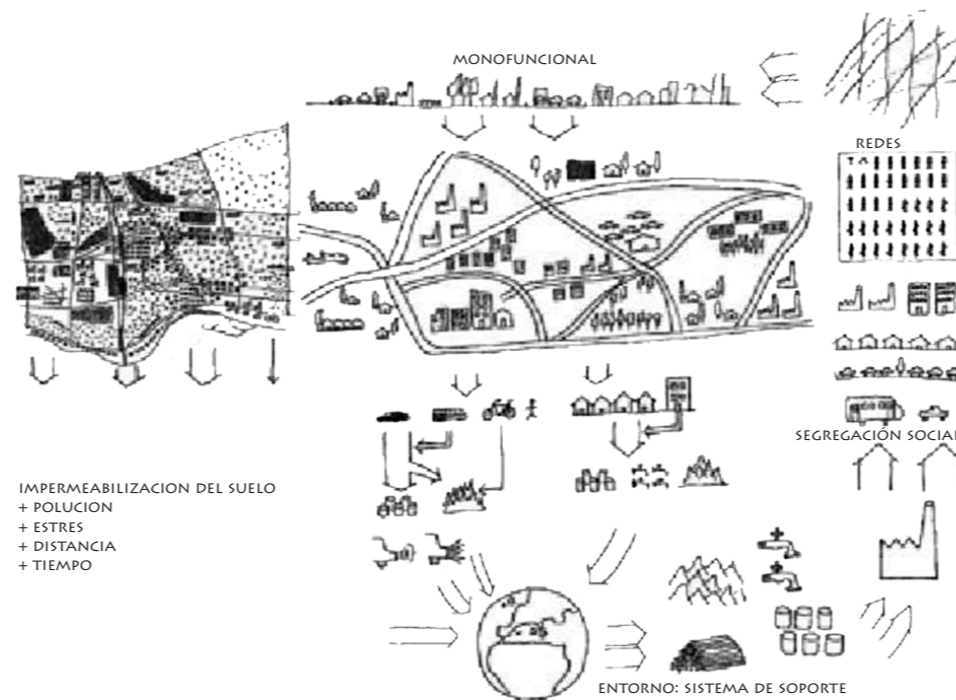 MONOFUNCIONAL
REDES
SEGREGACIÓN SOCIAL
IMPERMEABILIZACION DEL SUELO
+ POLUCION
+ ESTRES
+ DISTANCIA
+ TIEMPO
ENTORNO: SISTEMA DE SOPORTE